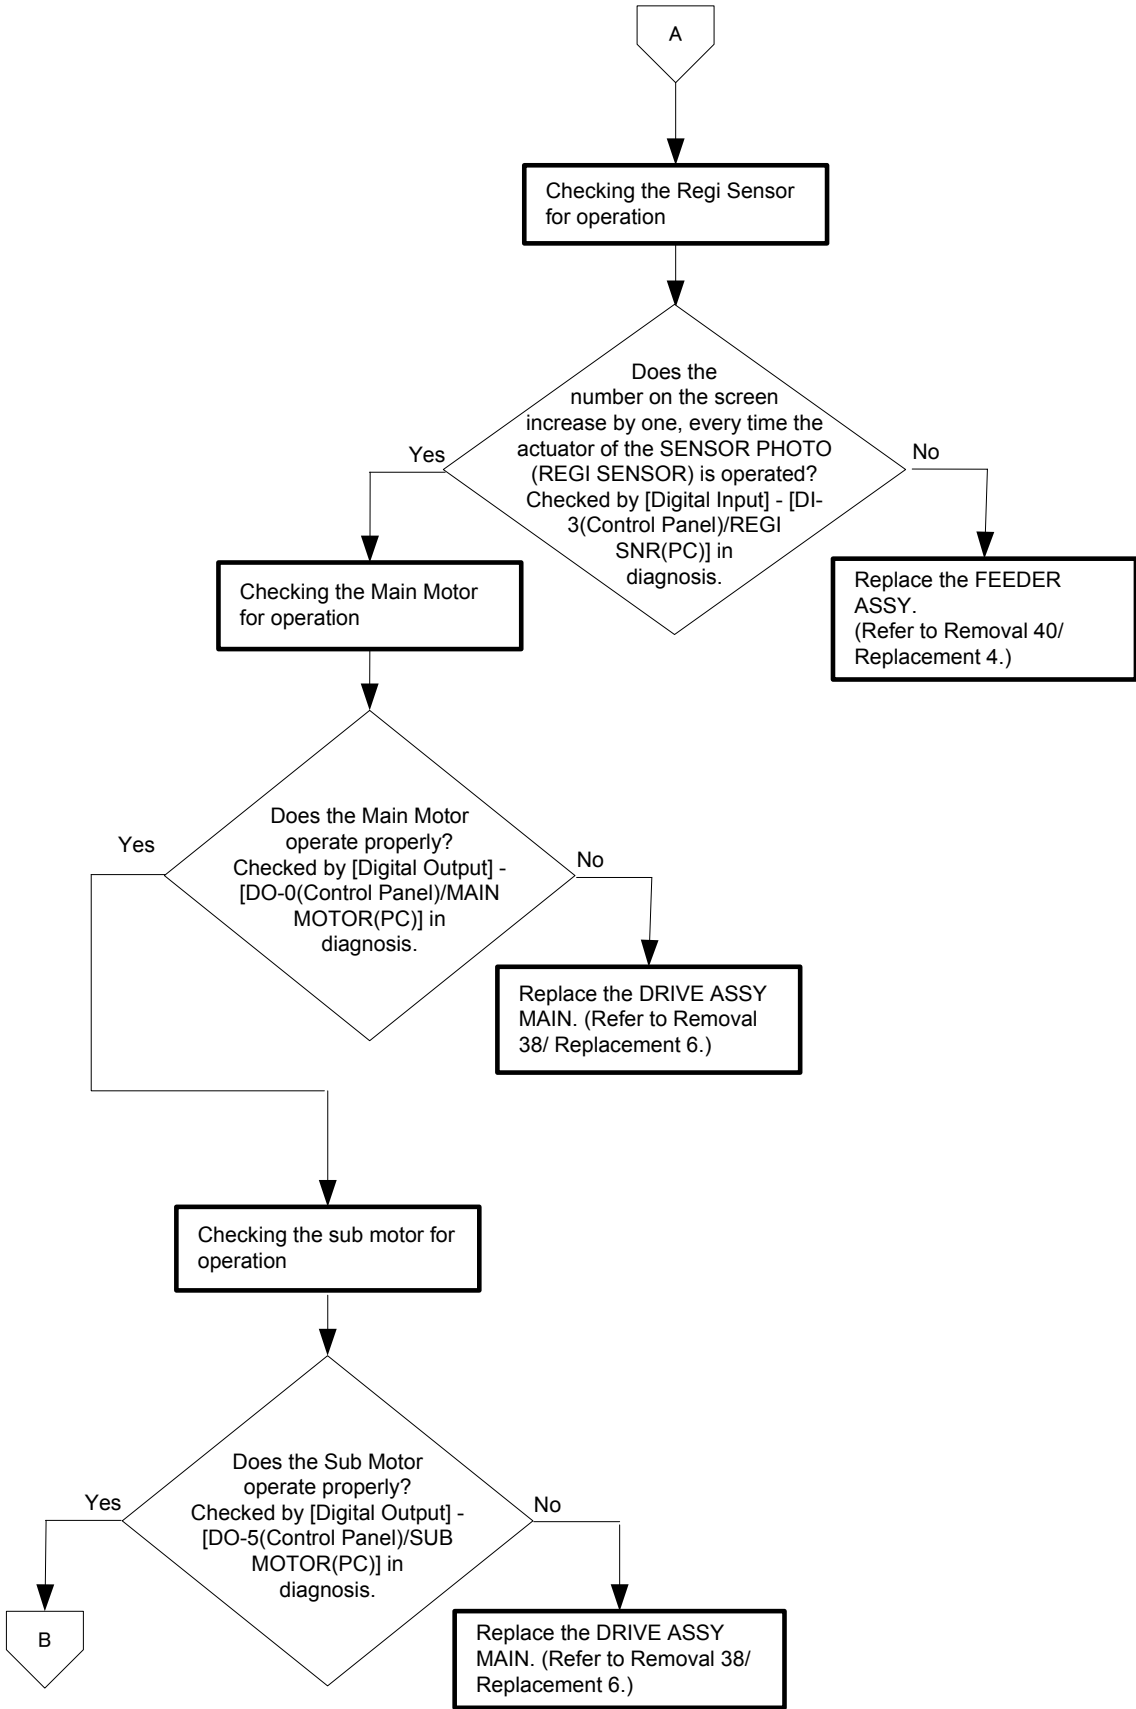 A
Checking the Regi Sensor
for operation
Does the
number on the screen
increase by one, every time the
actuator of the SENSOR PHOTO
(REGI SENSOR) is operated?
Checked by [Digital Input] - [DI-
3(Control Panel)/REGI
SNR(PC)] in
diagnosis.
Yes
No
Checking the Main Motor
for operation
Replace the FEEDER
ASSY.
(Refer to Removal 40/
Replacement 4.)
Does the Main Motor
operate properly?
Checked by [Digital Output] -
[DO-0(Control Panel)/MAIN
MOTOR(PC)] in
diagnosis.
Yes
No
Replace the DRIVE ASSY
MAIN. (Refer to Removal
38/ Replacement 6.)
Checking the sub motor for
operation
Does the Sub Motor
operate properly?
Checked by [Digital Output] -
[DO-5(Control Panel)/SUB
MOTOR(PC)] in
diagnosis.
Yes
No
B
Replace the DRIVE ASSY
MAIN. (Refer to Removal 38/
Replacement 6.)